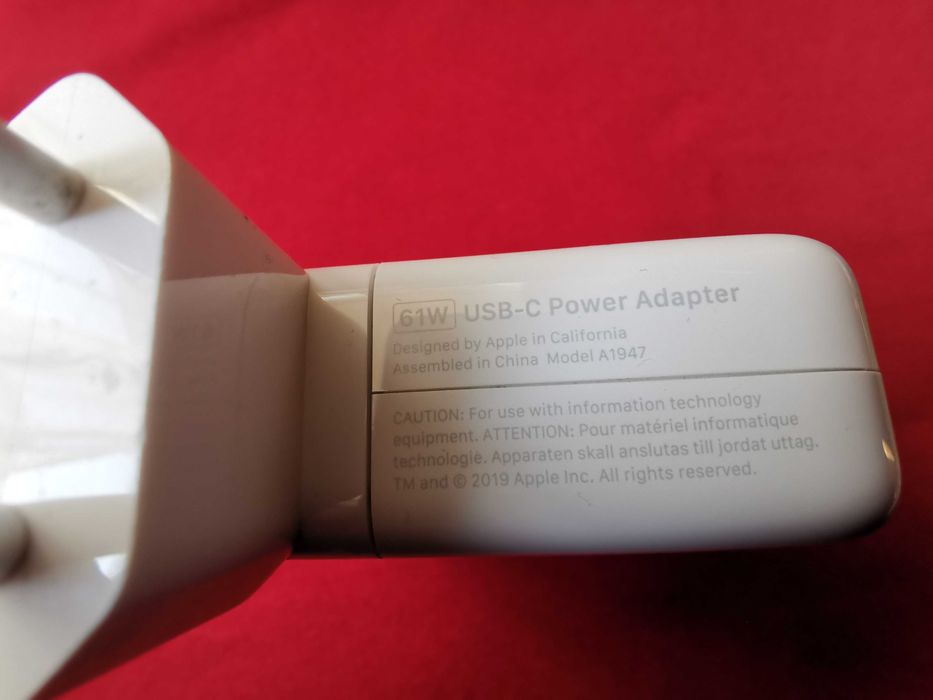 61W USB-C Power Adapter
Designed by Apple in California
Assembled in China Model A1947
CAUTION: For use with information technology
equipment. ATTENTION: Pour matériel informatique
technologie. Apparaten skall anslutas till jordat uttag.
TM and © 2019 Apple Inc. All rights reserved.